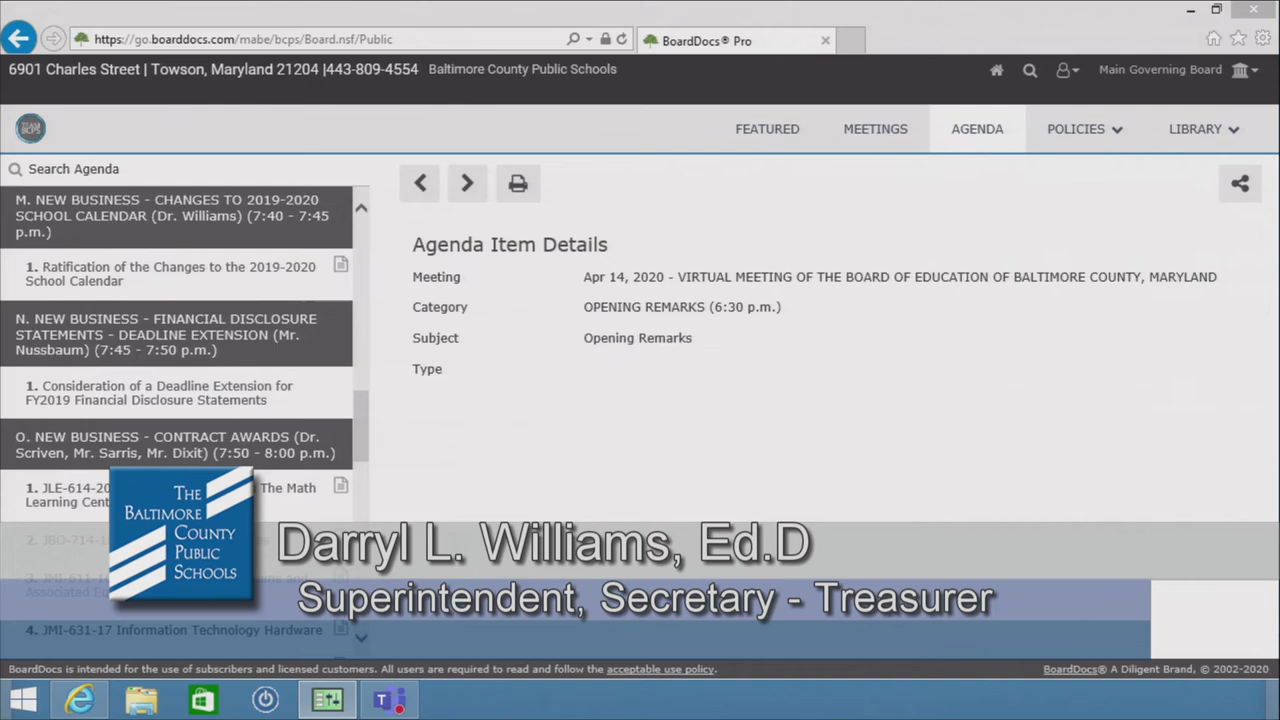 https://go.boarddocs.com/mabe/bcps/Board.nsf/Public
BoardDocs® Pro
6901 Charles Street | Towson, Maryland 21204 |443-809-4554 Baltimore County Public Schools
Main Governing Board
TEAM BCPS
FEATURED MEETINGS AGENDA POLICIES LIBRARY
Search Agenda
M. NEW BUSINESS - CHANGES TO 2019-2020
SCHOOL CALENDAR (Dr. Williams) (7:40 - 7:45
p.m.)
1. Ratification of the Changes to the 2019-2020
School Calendar
N. NEW BUSINESS - FINANCIAL DISCLOSURE
STATEMENTS - DEADLINE EXTENSION (Mr.
Nussbaum) (7:45 - 7:50 p.m.)
1. Consideration of a Deadline Extension for
FY2019 Financial Disclosure Statements
O. NEW BUSINESS - CONTRACT AWARDS (Dr.
Scriven, Mr. Sarris, Mr. Dixit) (7:50 - 8:00 p.m.)
1. JLE-614-20 The Math
Learning Cent
4. JMI-631-17 Information Technology Hardware
Agenda Item Details
Meeting Apr 14, 2020 - VIRTUAL MEETING OF THE BOARD OF EDUCATION OF BALTIMORE COUNTY, MARYLAND
Category OPENING REMARKS (6:30 p.m.)
Subject Opening Remarks
Type
THE
BALTIMORE
COUNTY
PUBLIC
SCHOOLS
Darryl L. Williams, Ed.D
Superintendent, Secretary - Treasurer
BoardDocs is intended for the use of subscribers and licensed customers. All users are required to read and follow the acceptable use policy.
BoardDocs® A Diligent Brand, © 2002-2020